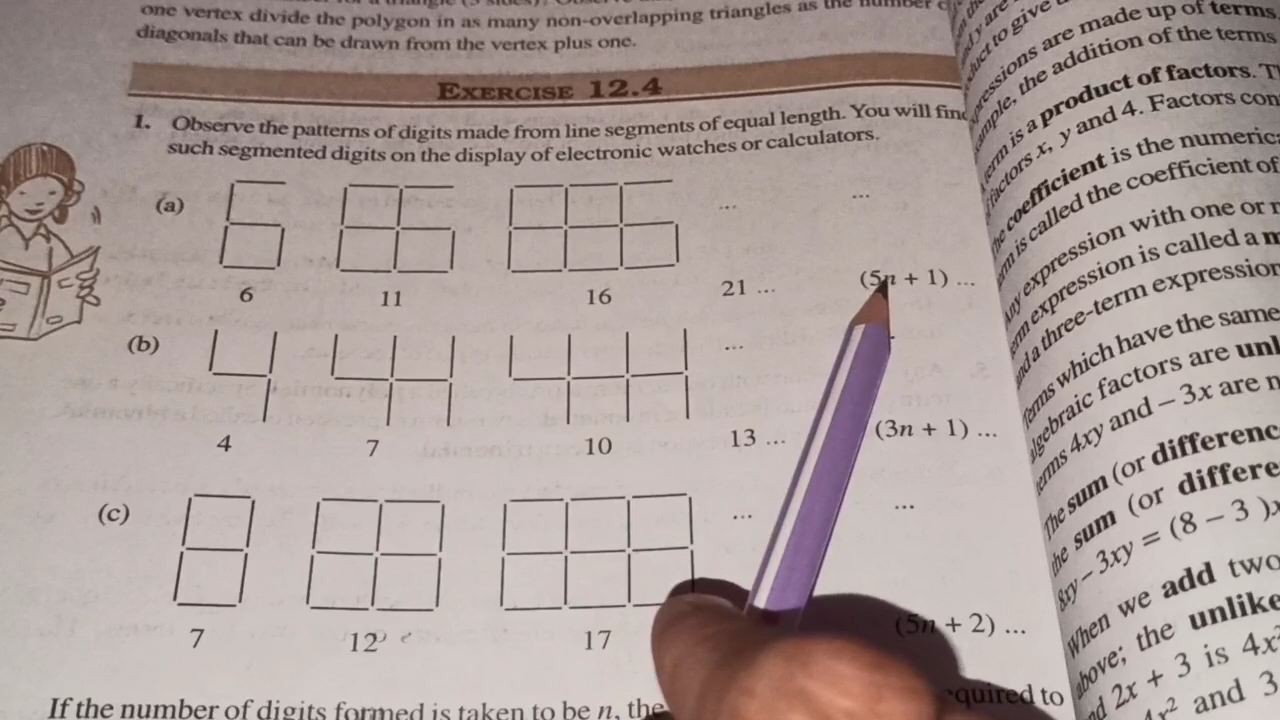 one vertex divide the polygon in as many non-overlapping triangles as the number
diagonals that can be drawn from the vertex plus one.
EXERCISE 12.4
1. Observe the patterns of digits made from line segments of equal length. You will find
such segmented digits on the display of electronic watches or calculators.
(a) ... ...
6 11 16 21 ... (5n + 1) ...
(b) ...
4 7 10 13 ... (3n + 1) ...
(c) ... ...
7 12 17 (5n + 2) ...
If the number of digits formed is taken to be n, the
quired to
to give
pressions are made up of terms
the addition of the terms
term is a product of factors.
factors x, y and 4. Factors
coefficient is the
is called the coefficient of
expression with one or
expression is called a
and a three-term expression
terms which have the same
algebraic factors are
terms 4xy and – 3x are
The sum (or
the sum (or
8xy – 3xy = (8 – 3
When we add two
above; the unlike
2x + 3 is 4x
and 3